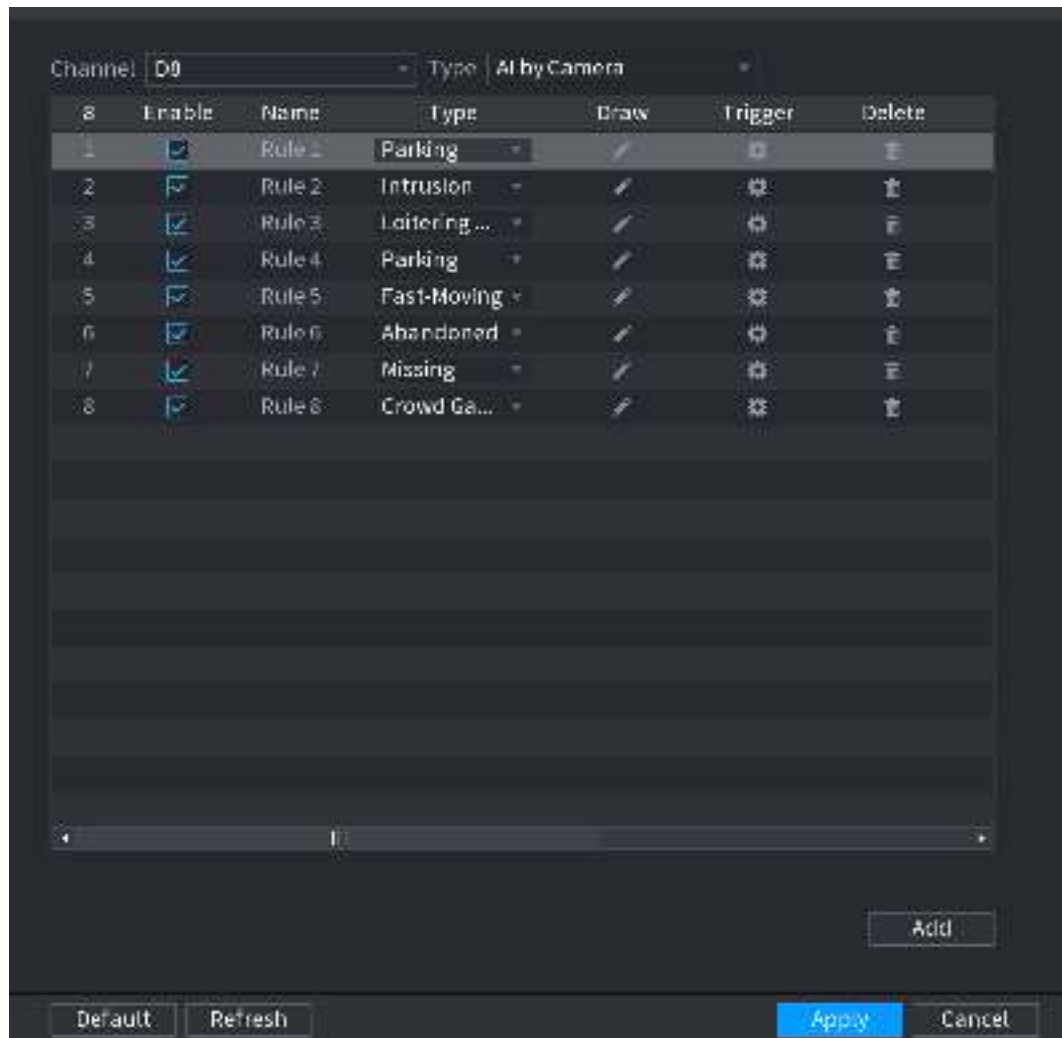 Channel D8 Type AI by Camera
8 Enable Name Type Draw Trigger Delete
1 Rule 1 Parking
2 Rule 2 Intrusion
3 Rule 3 Loitering ...
4 Rule 4 Parking
5 Rule 5 Fast-Moving
6 Rule 6 Abandoned
7 Rule 7 Missing
8 Rule 8 Crowd Ga...
Add
Default Refresh Apply Cancel